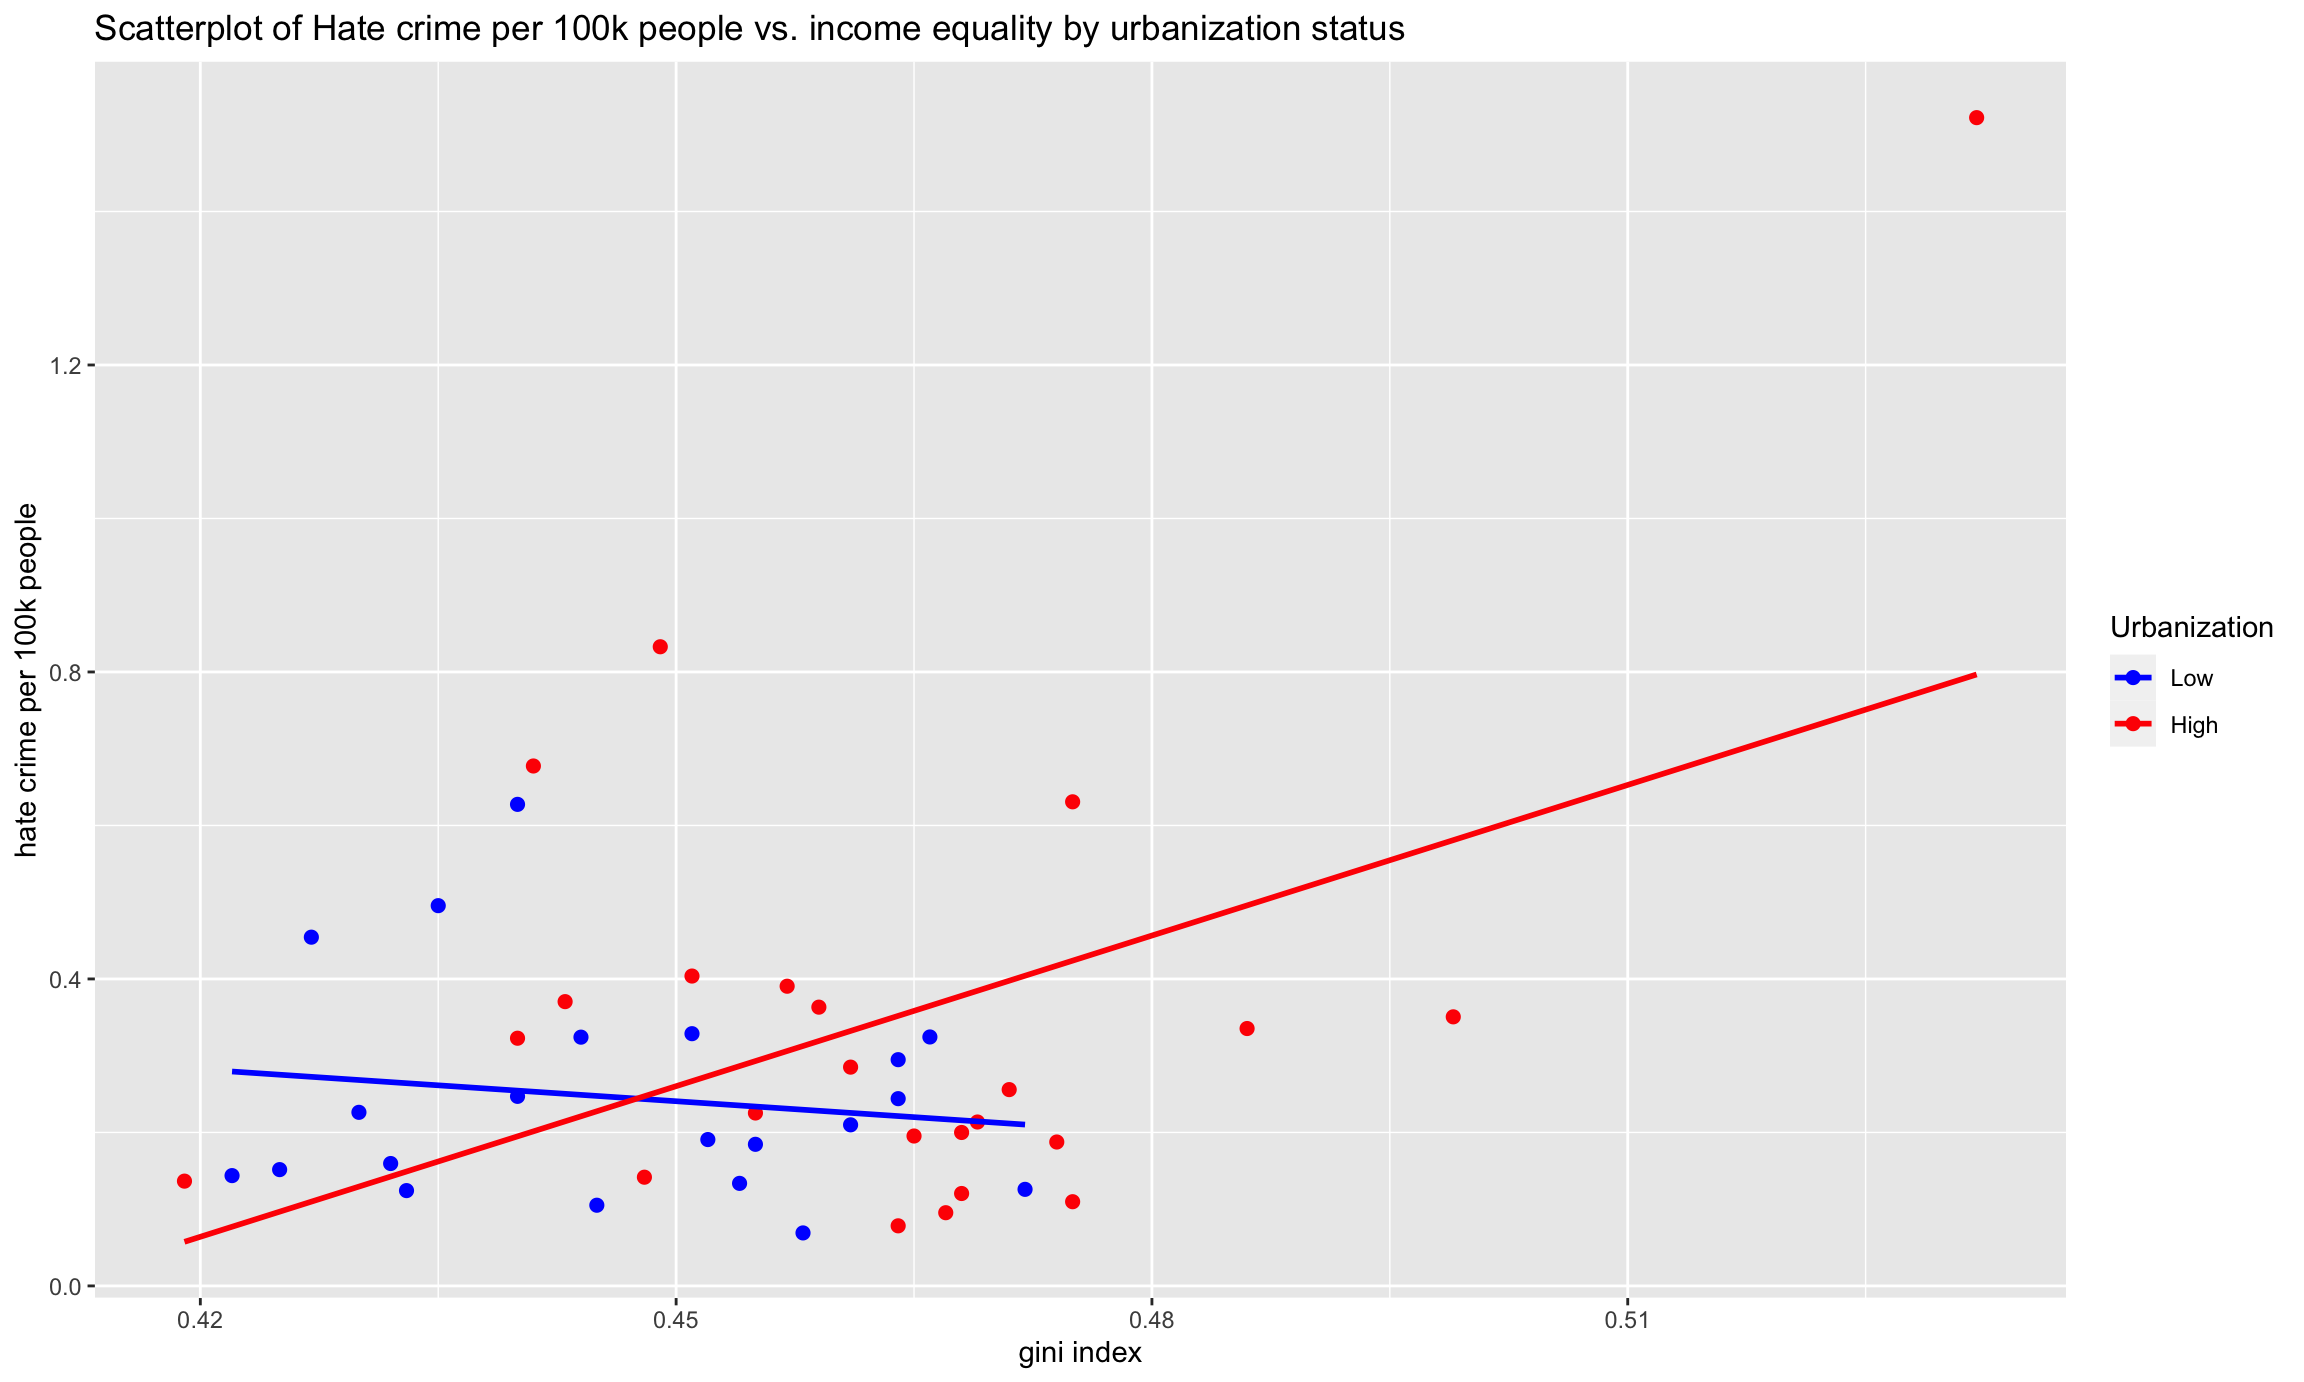 Scatterplot of Hate crime per 100k people vs. income equality by urbanization status
hate crime per 100k people
1.2
0.8
0.4
0.0
0.42
0.45
0.48
0.51
gini index
Urbanization
Low
High